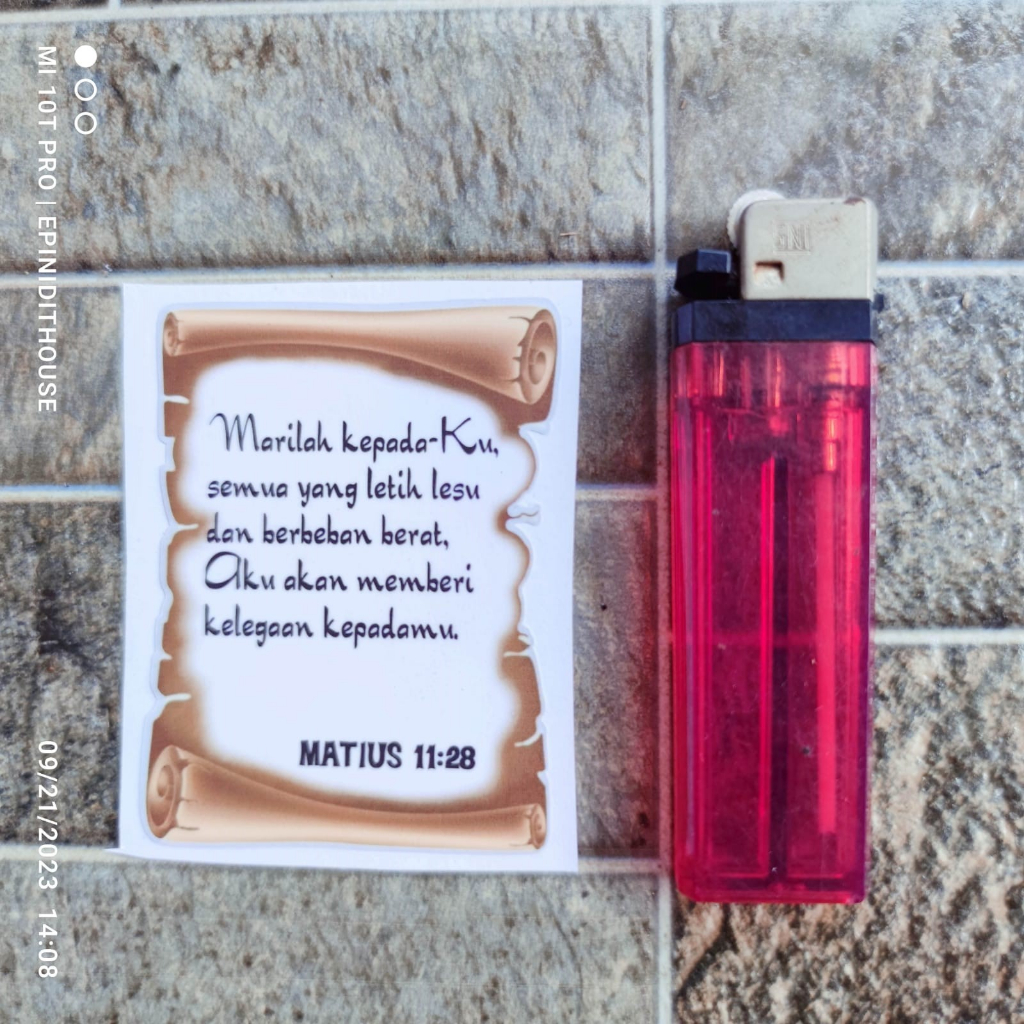 Marilah kepada-Ku,
semua yang letih lesu
dan berbeban berat,
Aku akan memberi
kelegaan kepadamu.
MATIUS 11:28
MI 10T PRO | EPINIDITHOUSE
09/21/2023 14:08